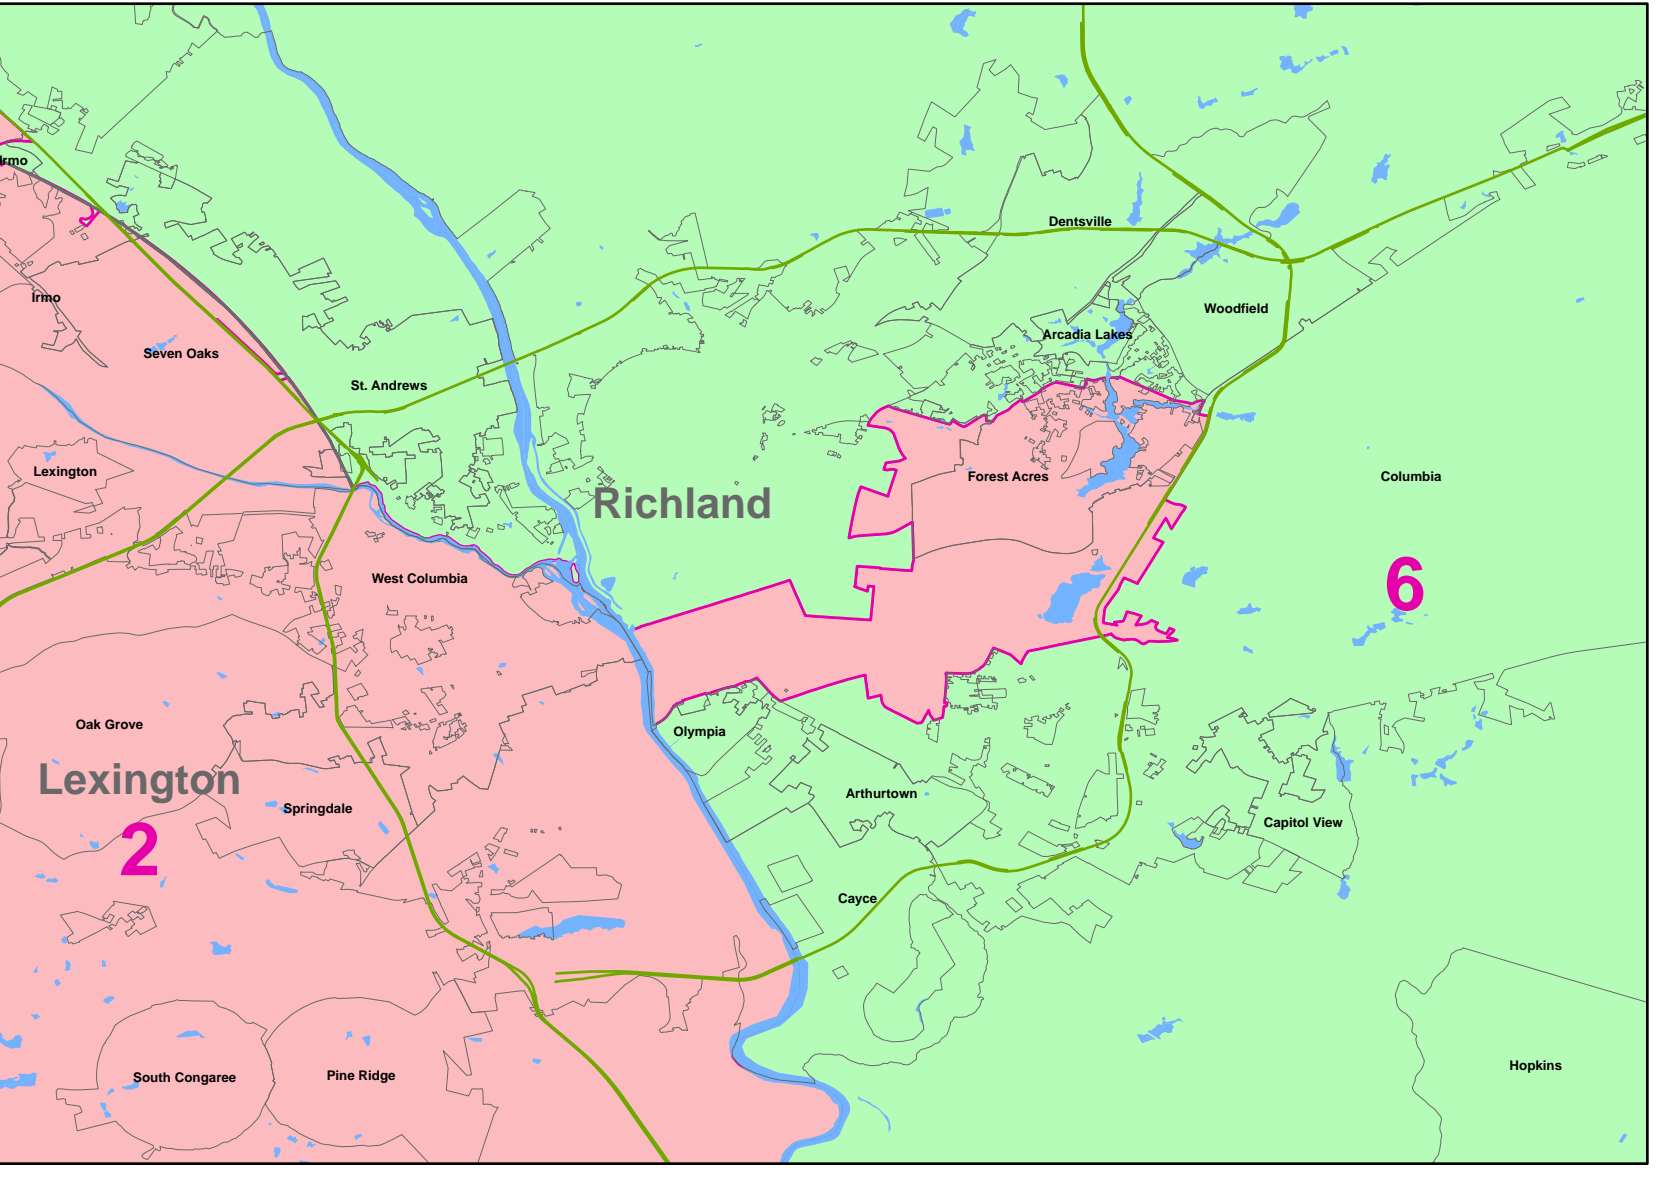 Irmo
Dentsville
Irmo
Woodfield
Arcadia Lakes
Seven Oaks
St. Andrews
Lexington
Forest Acres
Columbia
Richland
West Columbia
6
Oak Grove
Olympia
Lexington
Arthurtown
Springdale
Capitol View
2
Cayce
Hopkins
South Congaree
Pine Ridge